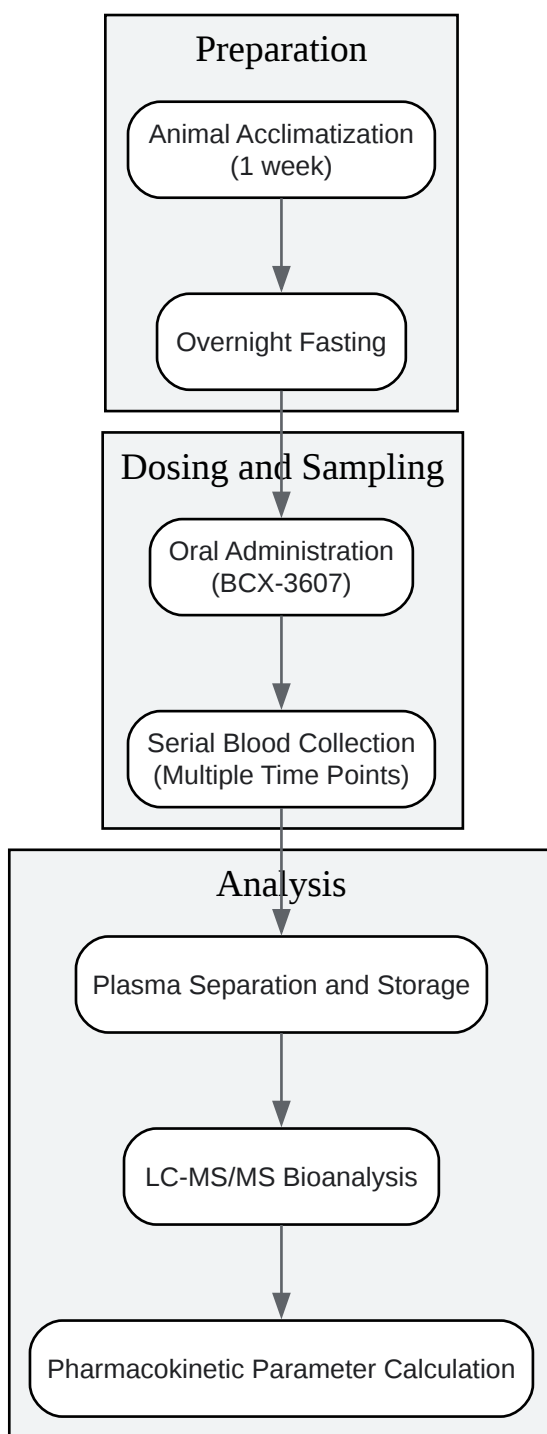 Preparation
Animal Acclimatization
(1 week)
Overnight Fasting
Dosing and Sampling
Oral Administration
(BCX-3607)
Serial Blood Collection
(Multiple Time Points)
Analysis
Plasma Separation and Storage
LC-MS/MS Bioanalysis
Pharmacokinetic Parameter Calculation